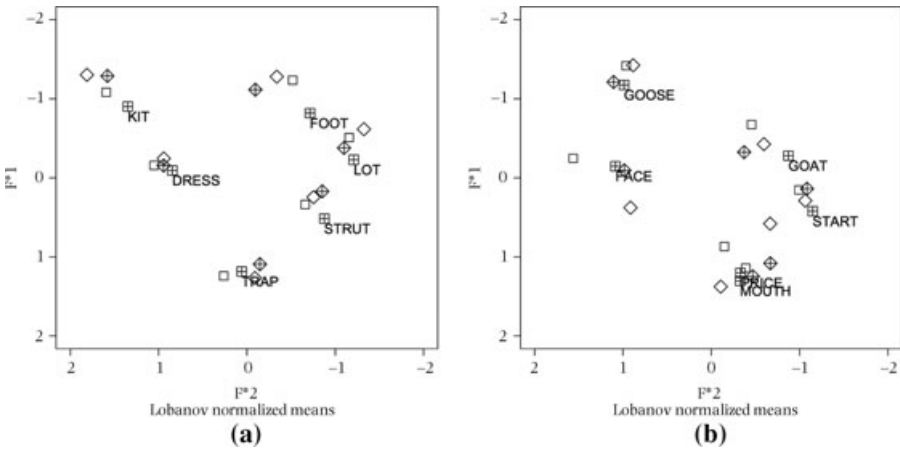 −2
−1
0
1
2
F*1
KIT
DRESS
FOOT
LOT
STRUT
TRAP
2
1
0
−1
−2
F*2
Lobanov normalized means
(a)
−2
−1
0
1
2
F*1
GOOSE
FACE
GOAT
START
PRICE
MOUTH
2
1
0
−1
−2
F*2
Lobanov normalized means
(b)